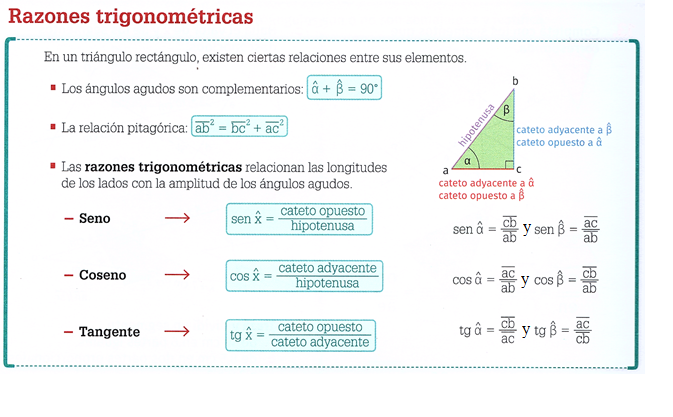 Razones trigonométricas
En un triángulo rectángulo, existen ciertas relaciones entre sus elementos.
Los ángulos agudos son complementarios: α̂ + β̂ = 90°
La relación pitagórica: ab² = bc² + ac²
Las razones trigonométricas relacionan las longitudes
de los lados con la amplitud de los ángulos agudos.
b
β
hipotenusa
cateto adyacente a β̂
cateto opuesto a α̂
α
a
c
cateto adyacente a α̂
cateto opuesto a β̂
– Seno → sen x̂ = cateto opuesto / hipotenusa
sen α̂ = cb / ab y sen β̂ = ac / ab
– Coseno → cos x̂ = cateto adyacente / hipotenusa
cos α̂ = ac / ab y cos β̂ = cb / ab
– Tangente → tg x̂ = cateto opuesto / cateto adyacente
tg α̂ = cb / ac y tg β̂ = ac / cb